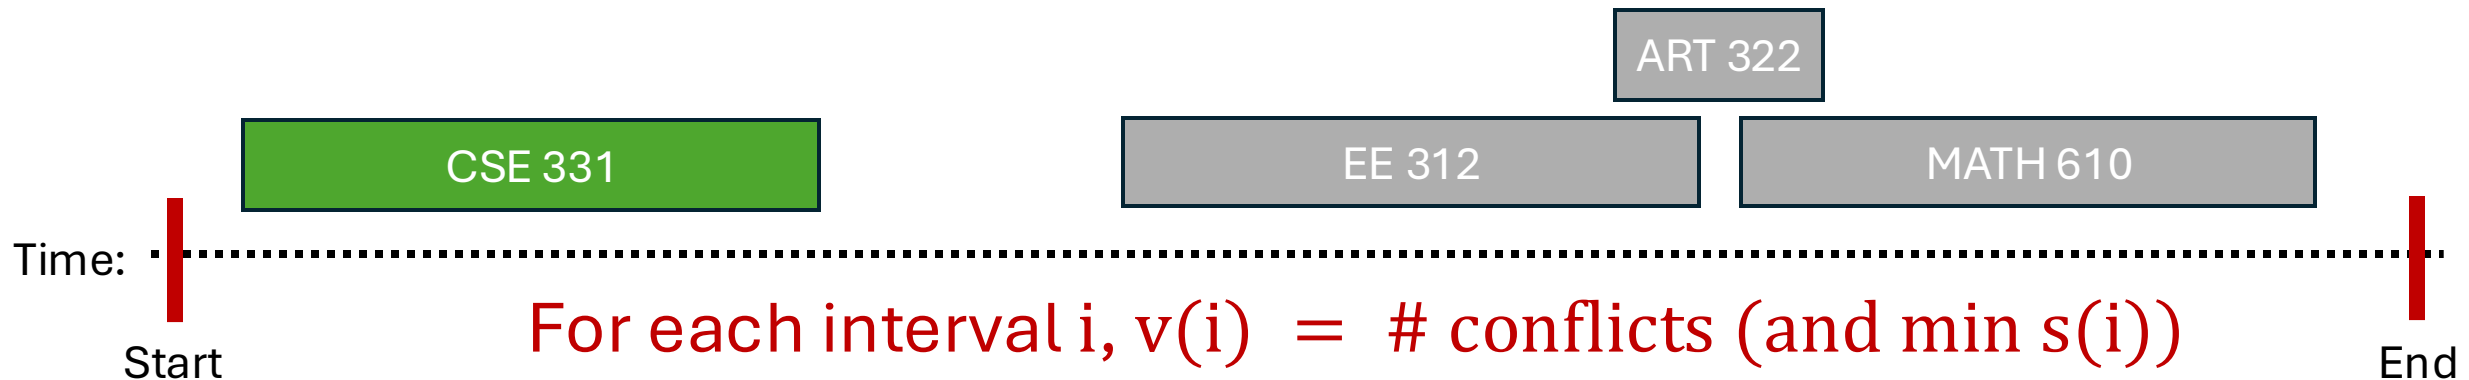 ART 322
CSE 331
EE 312
MATH 610
Time:
For each interval i, v(i) = # conflicts (and min s(i))
Start
End